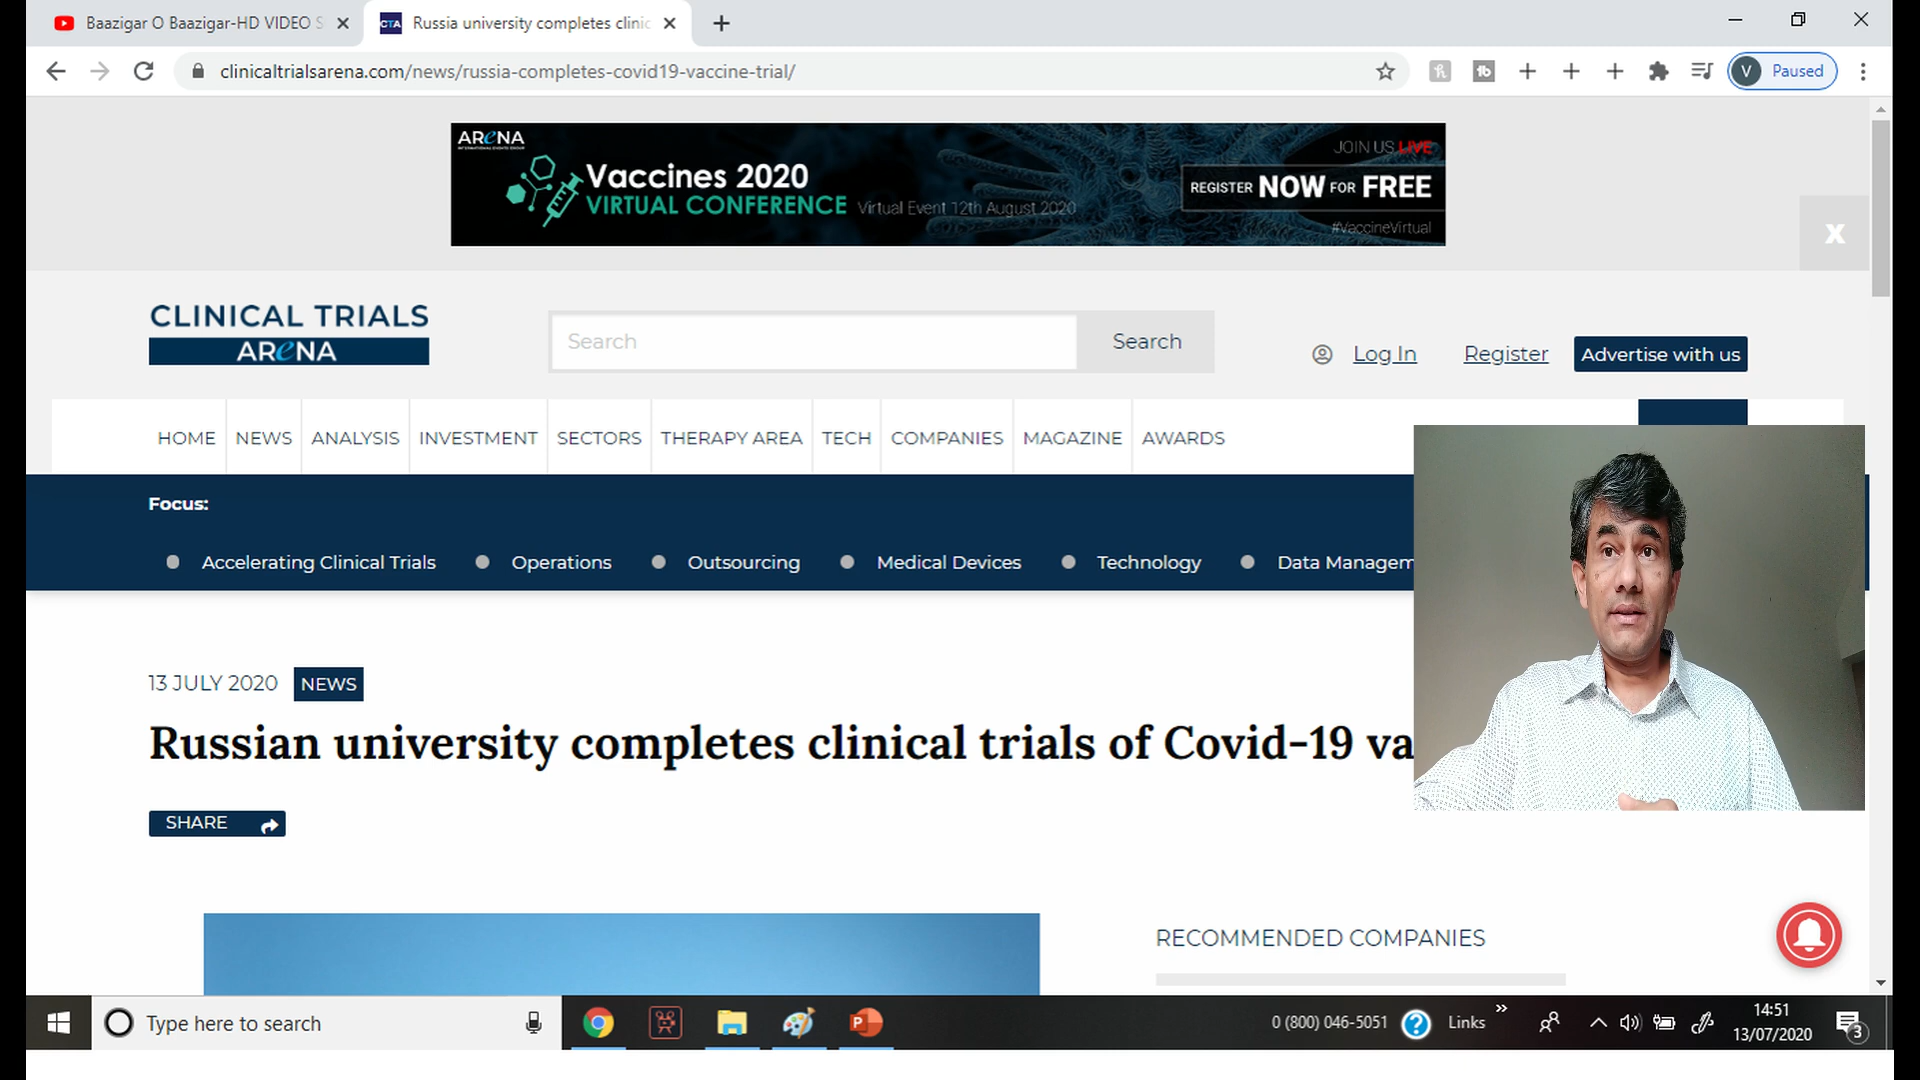 Baazigar O Baazigar-HD VIDEO S
CTA Russia university completes clinic
clinicaltrialsarena.com/news/russia-completes-covid19-vaccine-trial/
V Paused
ARENA
JOIN US LIVE
Vaccines 2020
VIRTUAL CONFERENCE Virtual Event 12th August 2020
REGISTER NOW FOR FREE
#VaccineVirtual
X
CLINICAL TRIALS
ARENA
Search Search
Log In Register Advertise with us
HOME NEWS ANALYSIS INVESTMENT SECTORS THERAPY AREA TECH COMPANIES MAGAZINE AWARDS
Focus:
Accelerating Clinical Trials Operations Outsourcing Medical Devices Technology Data Managem
13 JULY 2020 NEWS
Russian university completes clinical trials of Covid-19 va
SHARE
RECOMMENDED COMPANIES
Type here to search
0 (800) 046-5051 Links
14:51
13/07/2020
3